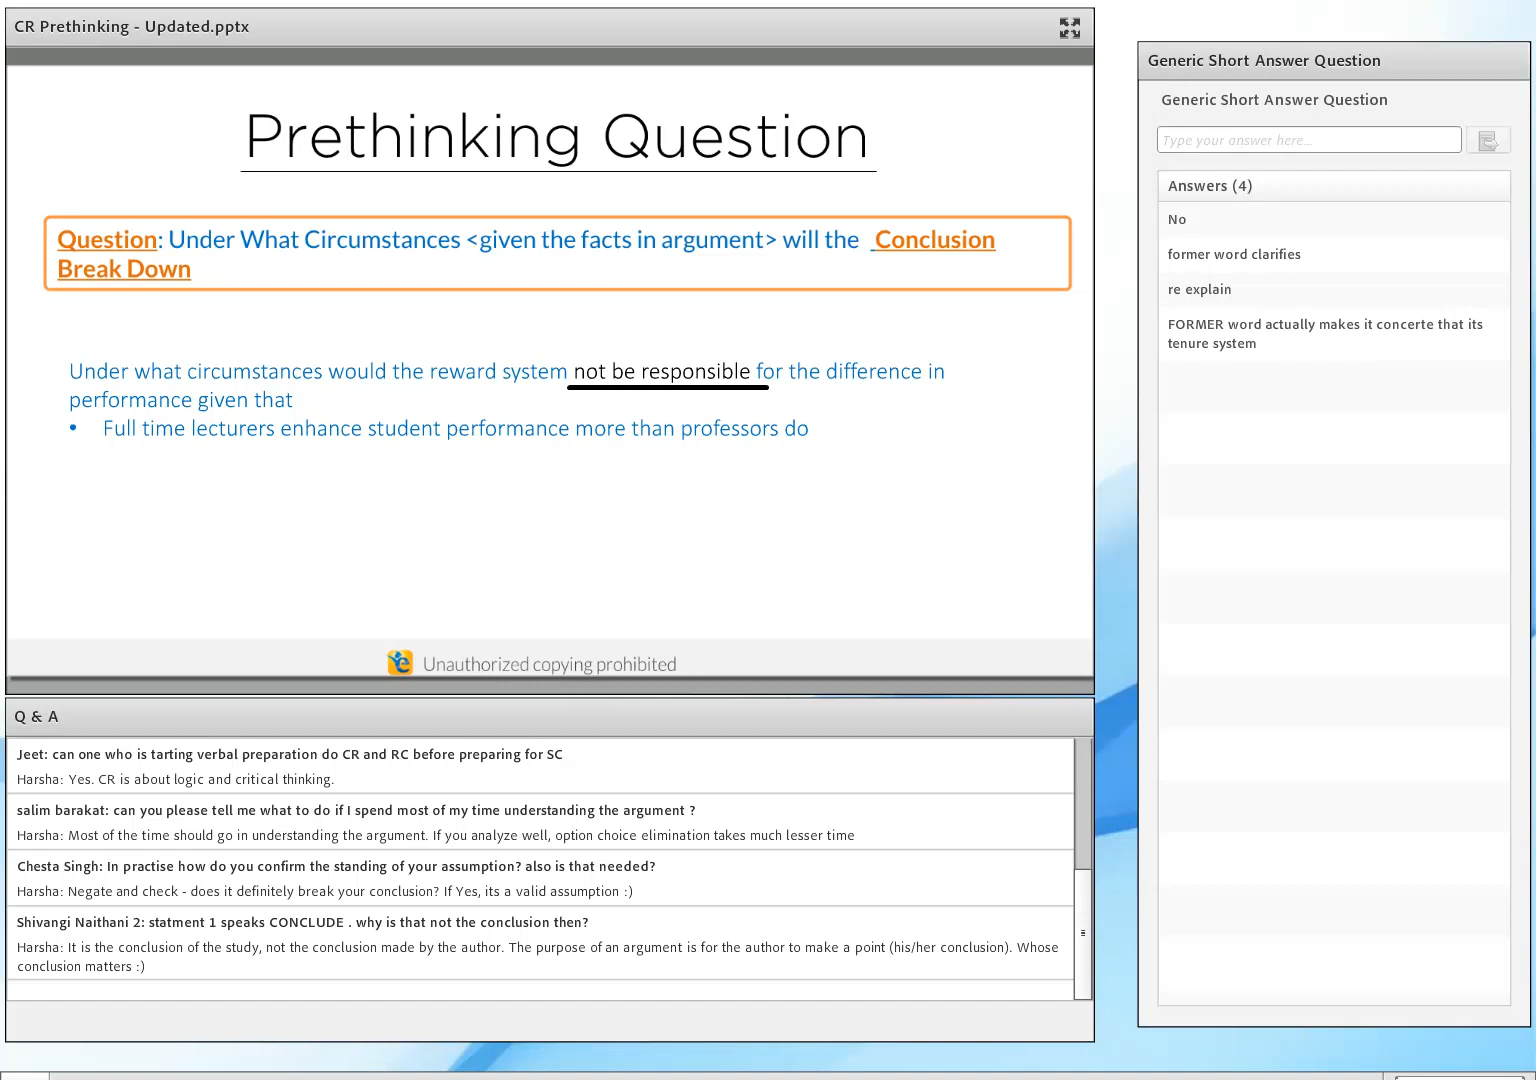 CR Prethinking - Updated.pptx
Prethinking Question
Question: Under What Circumstances <given the facts in argument> will the Conclusion
Break Down
Under what circumstances would the reward system not be responsible for the difference in
performance given that
• Full time lecturers enhance student performance more than professors do
Unauthorized copying prohibited
Q & A
Jeet: can one who is tarting verbal preparation do CR and RC before preparing for SC
Harsha: Yes. CR is about logic and critical thinking.
salim barakat: can you please tell me what to do if I spend most of my time understanding the argument ?
Harsha: Most of the time should go in understanding the argument. If you analyze well, option choice elimination takes much lesser time
Chesta Singh: In practise how do you confirm the standing of your assumption? also is that needed?
Harsha: Negate and check - does it definitely break your conclusion? If Yes, its a valid assumption :)
Shivangi Naithani 2: statment 1 speaks CONCLUDE . why is that not the conclusion then?
Harsha: It is the conclusion of the study, not the conclusion made by the author. The purpose of an argument is for the author to make a point (his/her conclusion). Whose
conclusion matters :)
Generic Short Answer Question
Generic Short Answer Question
Type your answer here...
Answers (4)
No
former word clarifies
re explain
FORMER word actually makes it concerte that its
tenure system